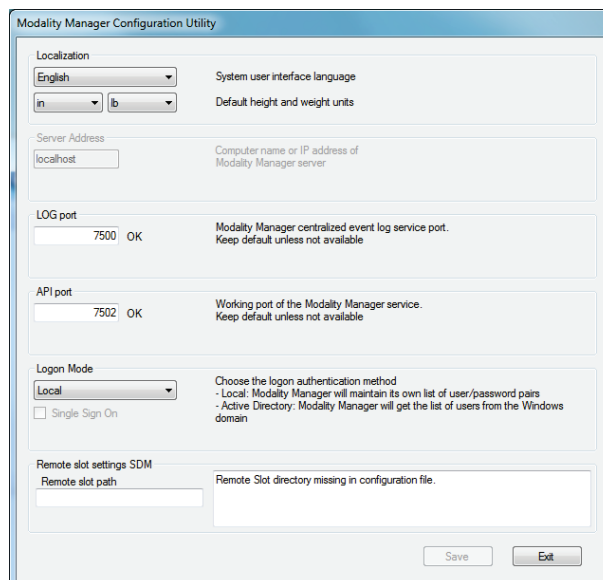 Modality Manager Configuration Utility
Localization
English
System user interface language
in
lb
Default height and weight units
Server Address
localhost
Computer name or IP address of
Modality Manager server
LOG port
7500
OK
Modality Manager centralized event log service port.
Keep default unless not available
API port
7502
OK
Working port of the Modality Manager service.
Keep default unless not available
Logon Mode
Local
Single Sign On
Choose the logon authentication method
- Local: Modality Manager will maintain its own list of user/password pairs
- Active Directory: Modality Manager will get the list of users from the Windows
domain
Remote slot settings SDM
Remote slot path
Remote Slot directory missing in configuration file.
Save
Exit